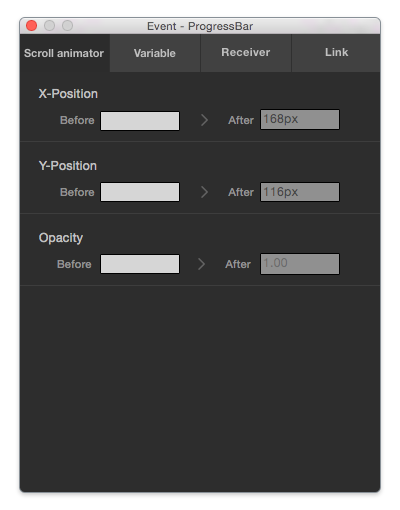 Event - ProgressBar
Scroll animator Variable Receiver Link
X-Position
Before After 168px
Y-Position
Before After 116px
Opacity
Before After 1.00